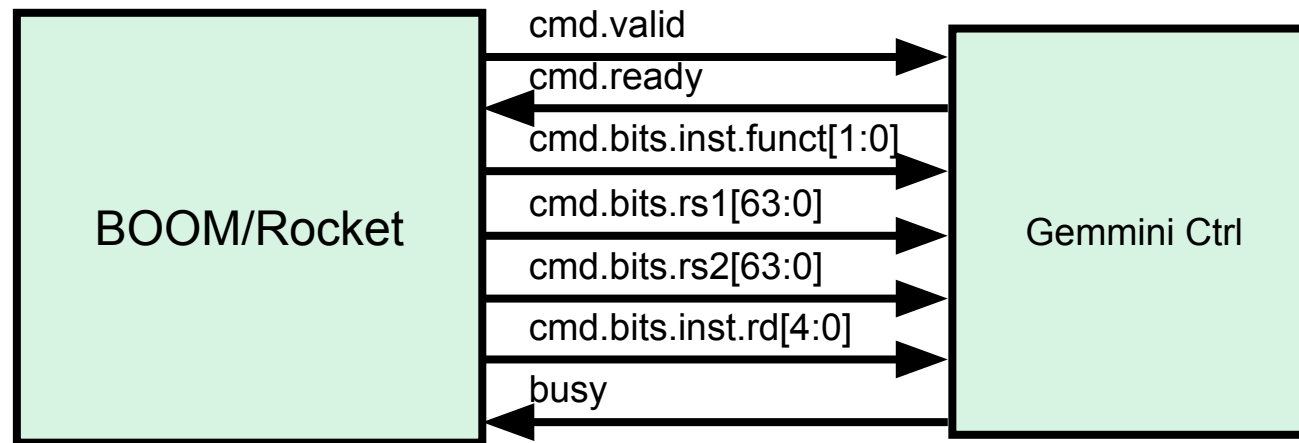 cmd.valid
cmd.ready
cmd.bits.inst.funct[1:0]
cmd.bits.rs1[63:0]
BOOM/Rocket
Gemmini Ctrl
cmd.bits.rs2[63:0]
cmd.bits.inst.rd[4:0]
busy